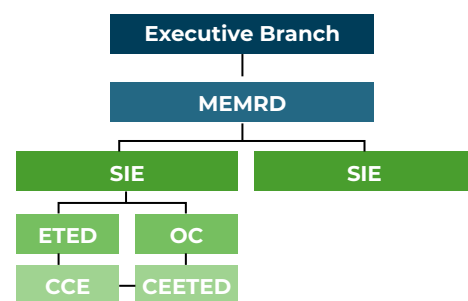 Executive Branch
MEMRD
SIE SIE
ETED OC
CCE CEETED